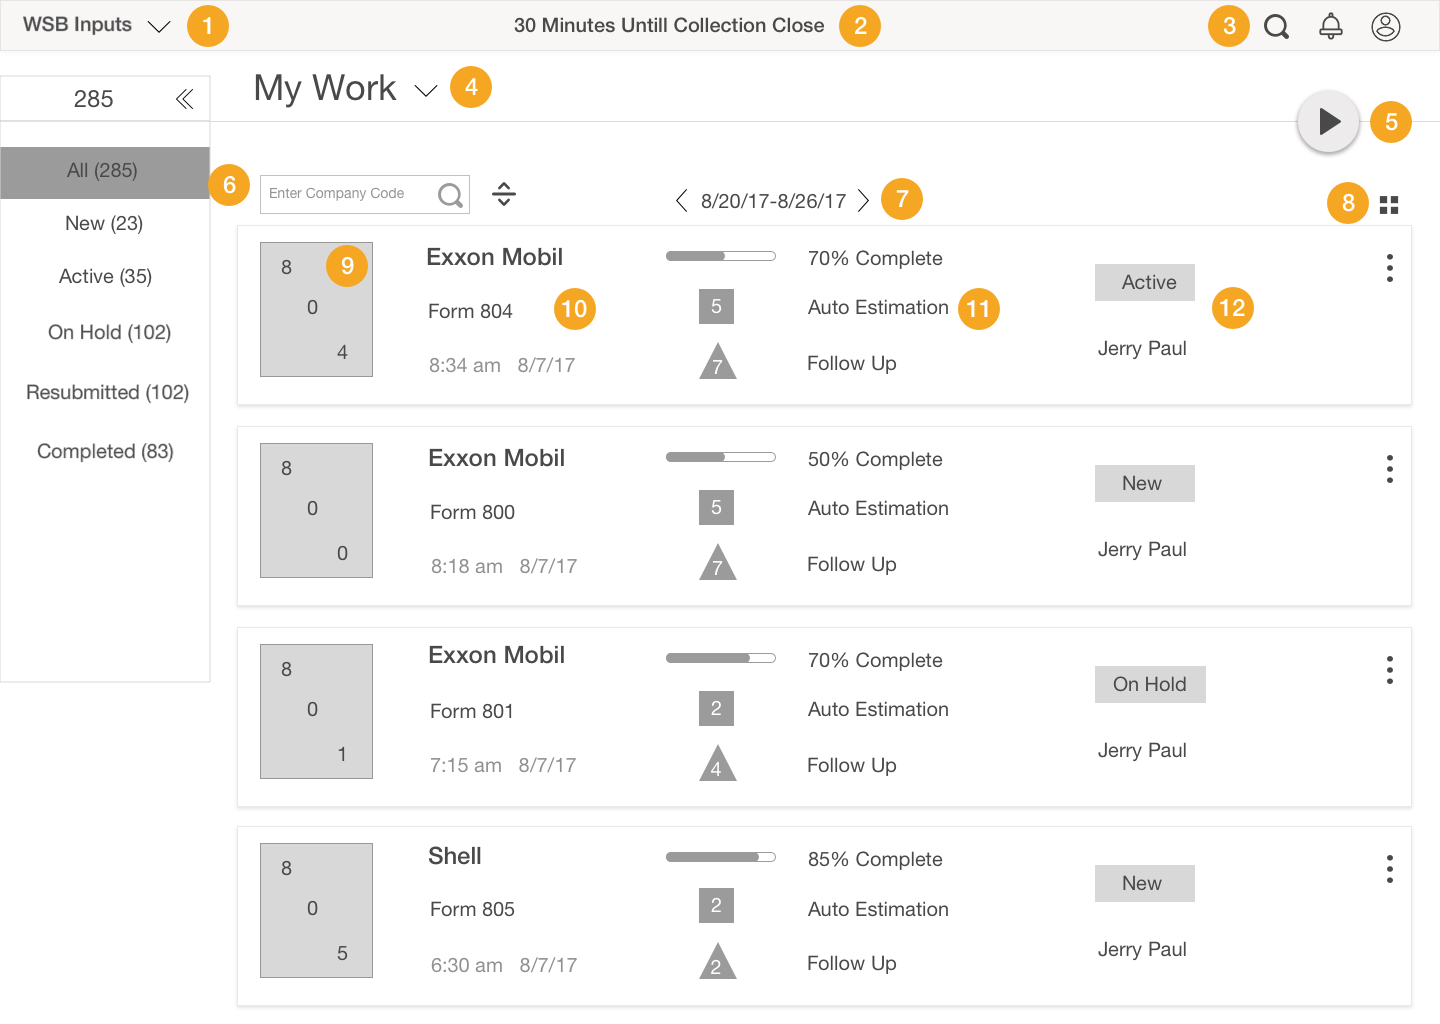 WSB Inputs
1
30 Minutes Untill Collection Close
2
3
285
My Work
4
5
All (285)
New (23)
Active (35)
On Hold (102)
Resubmitted (102)
Completed (83)
6
Enter Company Code
8/20/17-8/26/17
7
8
8
0
4
9
Exxon Mobil
Form 804
10
8:34 am 8/7/17
70% Complete
5
Auto Estimation
11
7
Follow Up
Active
12
Jerry Paul
8
0
0
Exxon Mobil
Form 800
8:18 am 8/7/17
50% Complete
5
Auto Estimation
7
Follow Up
New
Jerry Paul
8
0
1
Exxon Mobil
Form 801
7:15 am 8/7/17
70% Complete
2
Auto Estimation
4
Follow Up
On Hold
Jerry Paul
8
0
5
Shell
Form 805
6:30 am 8/7/17
85% Complete
2
Auto Estimation
2
Follow Up
New
Jerry Paul